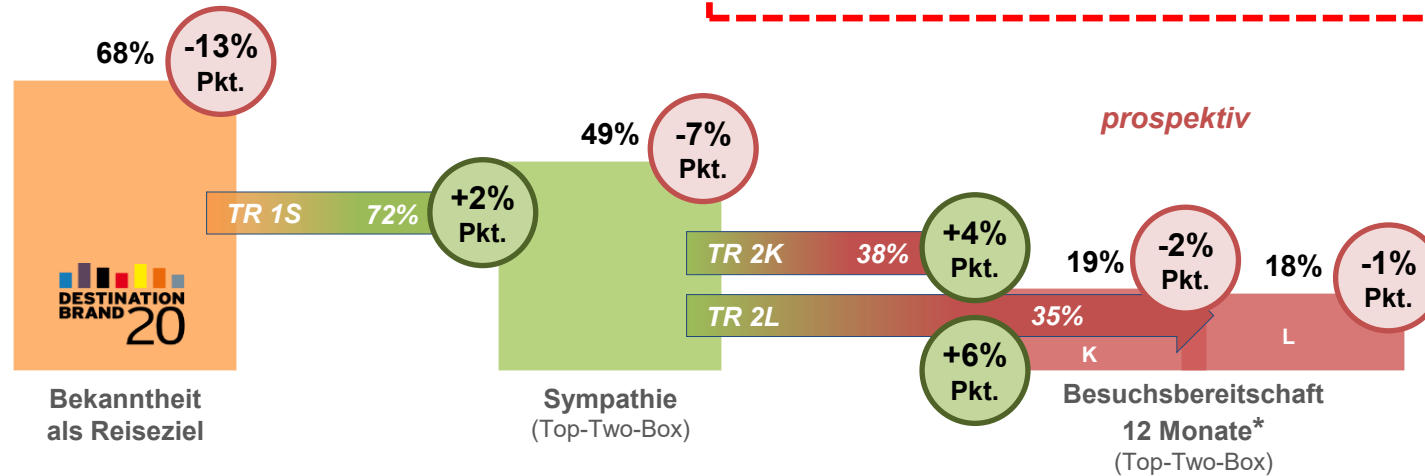 68%
-13%
Pkt.
49%
-7%
Pkt.
prospektiv
TR 1S 72%
+2%
Pkt.
TR 2K 38%
+4%
Pkt.
19%
-2%
Pkt.
18%
-1%
Pkt.
TR 2L 35%
+6%
Pkt.
K
L
DESTINATION
BRAND 20
Bekanntheit
als Reiseziel
Sympathie
(Top-Two-Box)
Besuchsbereitschaft
12 Monate*
(Top-Two-Box)